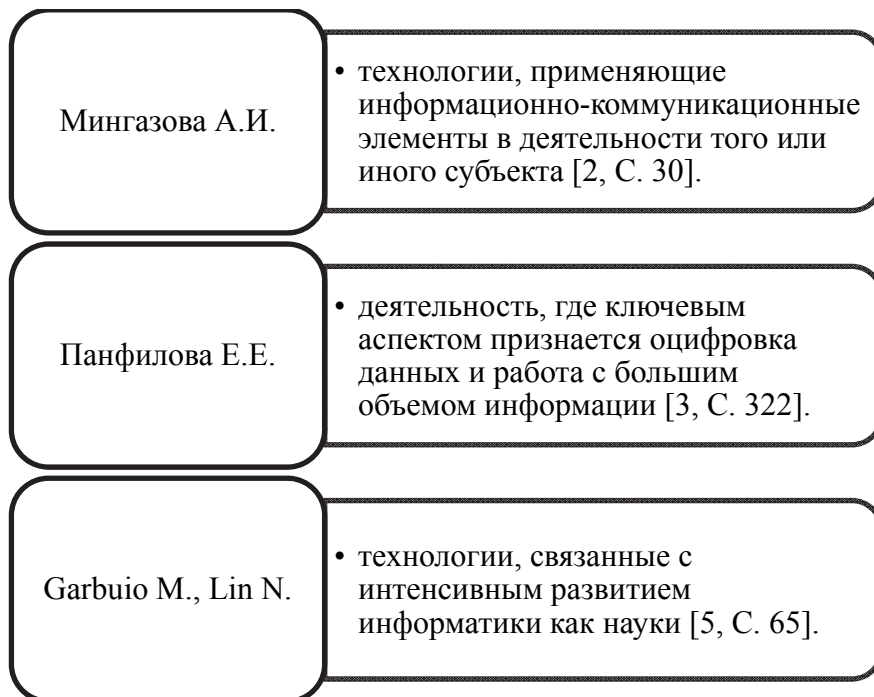 Мингазова А.И.
• технологии, применяющие
информационно-коммуникационные
элементы в деятельности того или
иного субъекта [2, С. 30].
Панфилова Е.Е.
• деятельность, где ключевым
аспектом признается оцифровка
данных и работа с большим
объемом информации [3, С. 322].
Garbuio M., Lin N.
• технологии, связанные с
интенсивным развитием
информатики как науки [5, С. 65].